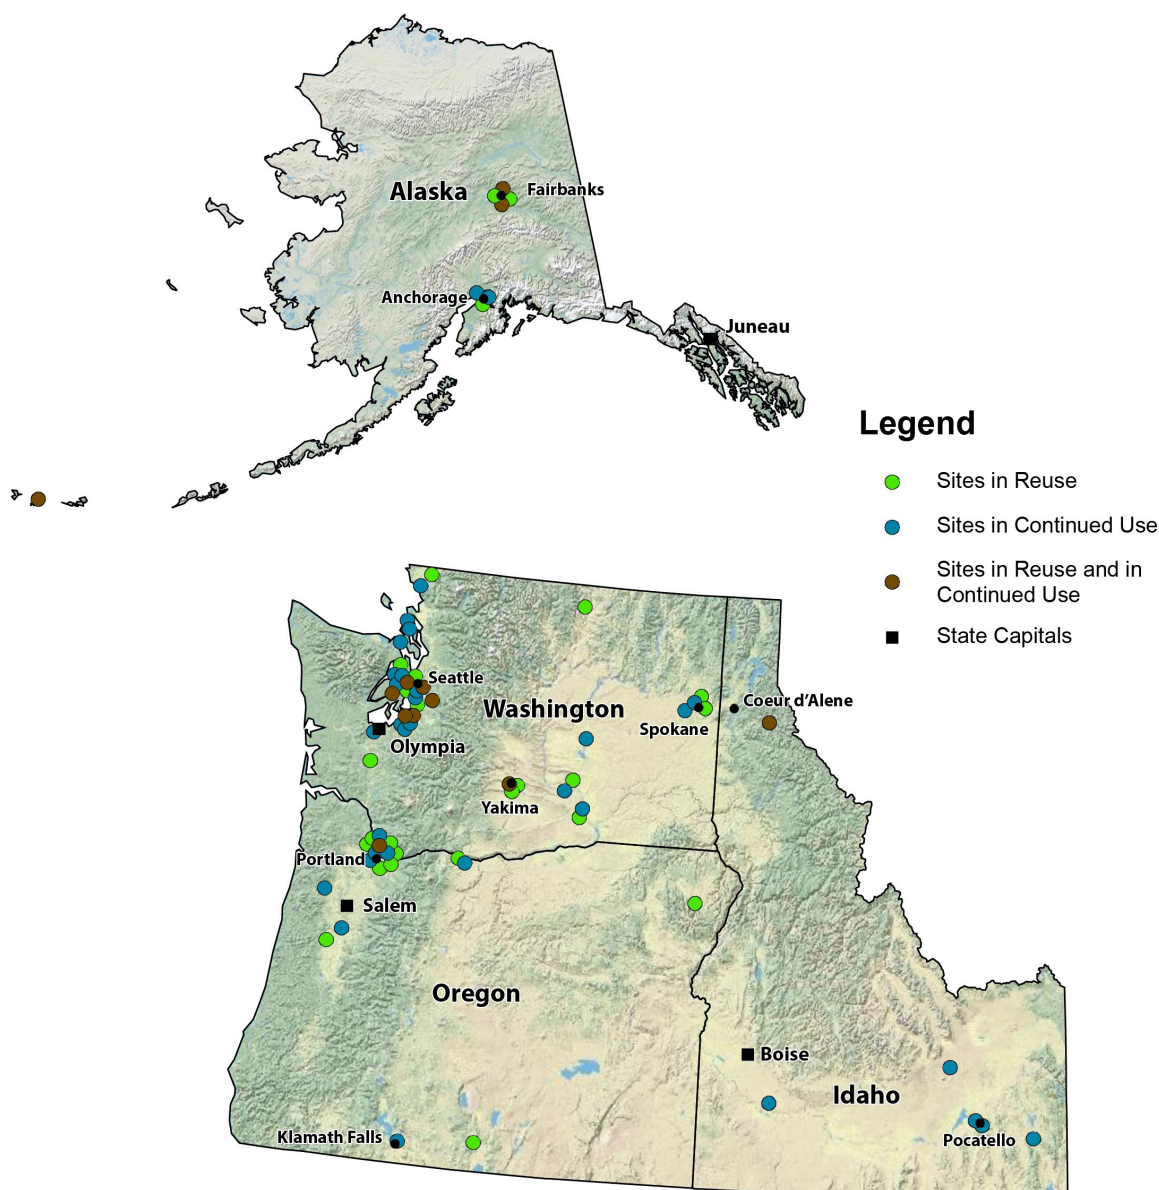 Alaska
Fairbanks
Anchorage
Juneau
Legend
Sites in Reuse
Sites in Continued Use
Sites in Reuse and in
Continued Use
State Capitals
Seattle
Washington
Coeur d'Alene
Spokane
Olympia
Yakima
Portland
Salem
Oregon
Boise
Idaho
Klamath Falls
Pocatello